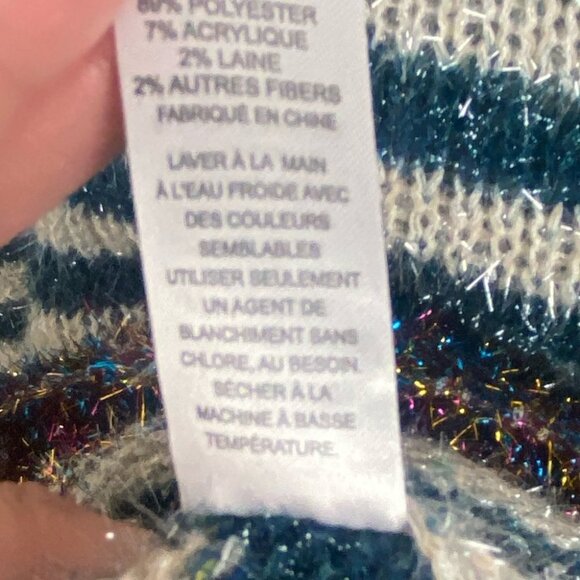 80% POLYESTER
7% ACRYLIQUE
2% LAINE
2% AUTRES FIBERS
FABRIQUÉ EN CHINE
LAVER À LA MAIN
À L'EAU FROIDE AVEC
DES COULEURS
SEMBLABLES
UTILISER SEULEMENT
UN AGENT DE
BLANCHIMENT SANS
CHLORE, AU BESOIN.
SÉCHER À LA
MACHINE À BASSE
TEMPÉRATURE.